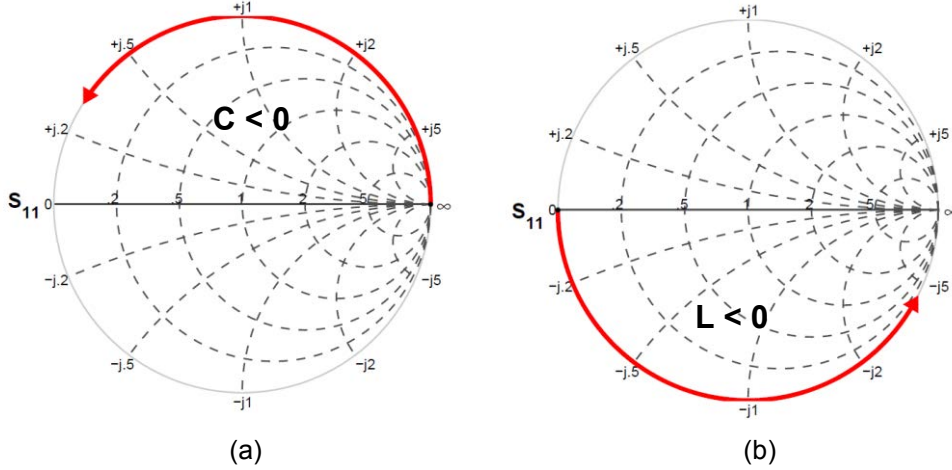 +j1
+j.5
+j2
C < 0
+j.2
+j5
S11 0 .2 .5 1 2 5 ∞
−j.2
−j5
−j.5
−j2
−j1
(a)
+j1
+j.5
+j2
+j.2
+j5
S11 0 .2 .5 1 2 5 ∞
−j.2
−j5
L < 0
−j.5
−j2
−j1
(b)